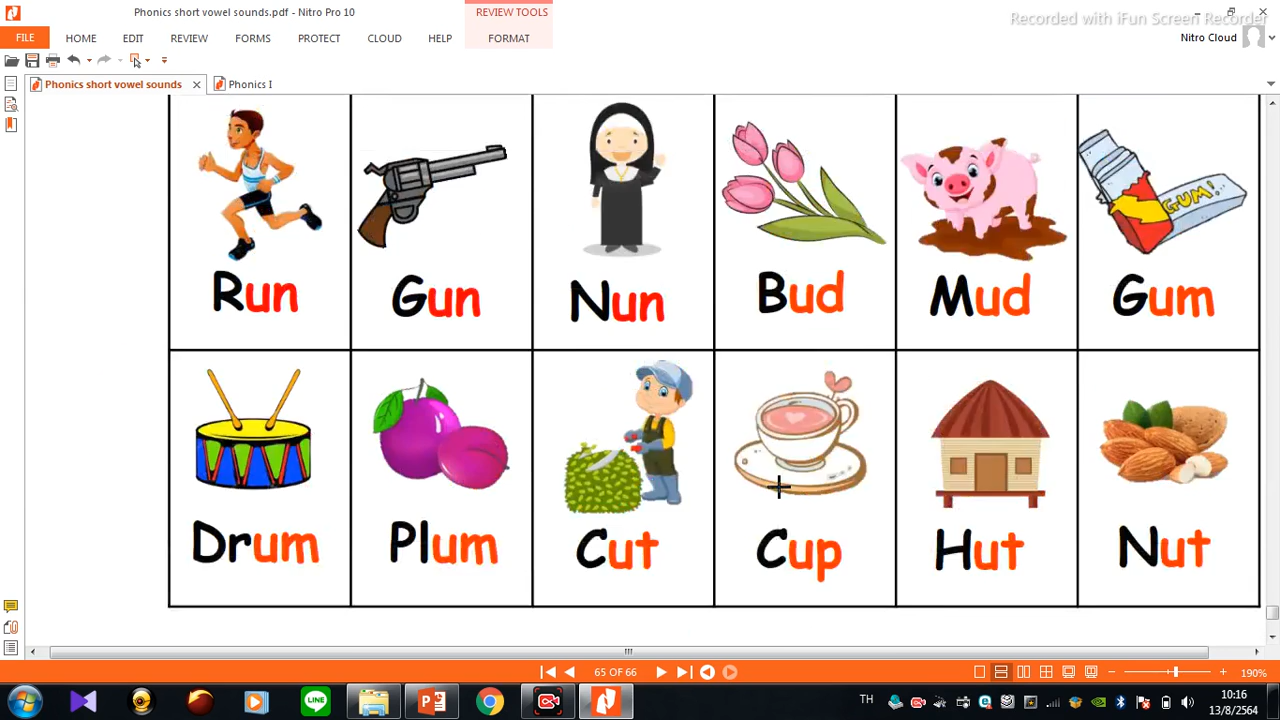 Phonics short vowel sounds.pdf - Nitro Pro 10
REVIEW TOOLS
Recorded with iFun Screen Recorder
FILE HOME EDIT REVIEW FORMS PROTECT CLOUD HELP FORMAT
Nitro Cloud
Phonics short vowel sounds
Phonics I
GUM!
Run Gun Nun Bud Mud Gum
Drum Plum Cut Cup Hut Nut
65 OF 66
190%
LINE
TH
10:16
13/8/2564